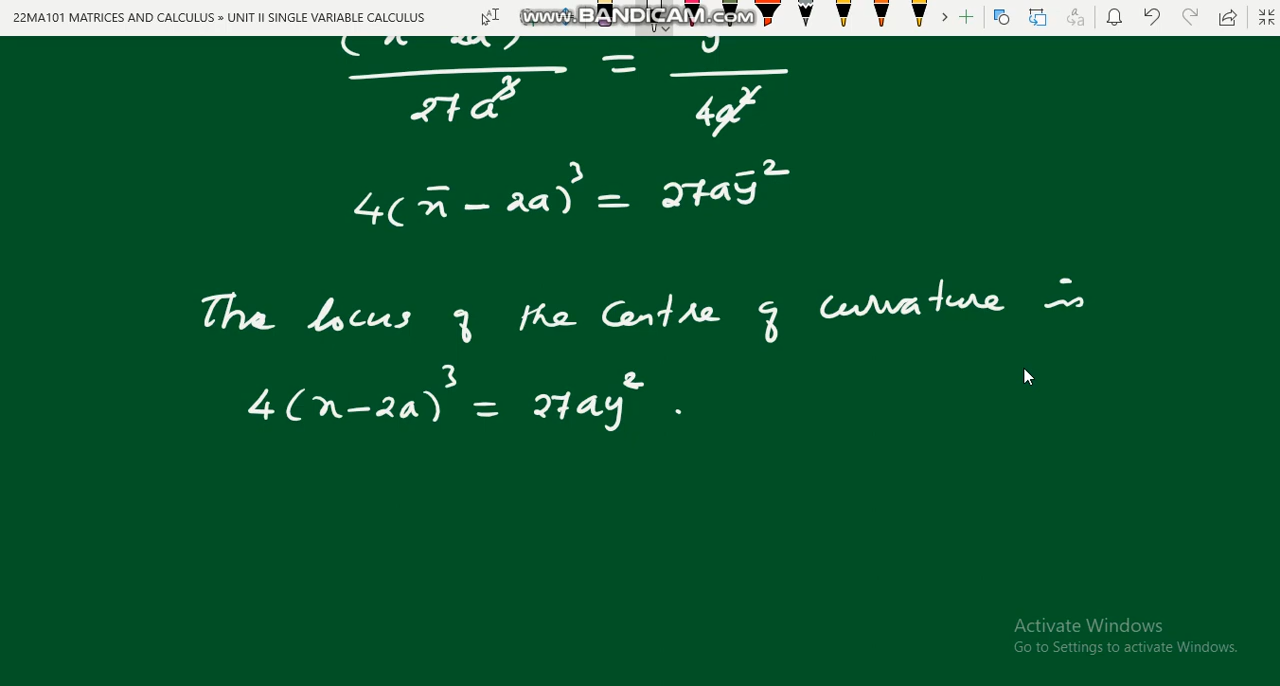 22MA101 MATRICES AND CALCULUS » UNIT II SINGLE VARIABLE CALCULUS
www.BANDICAM.com
27a³ = 4a²
4(x̄ - 2a)³ = 27aȳ²
The locus of the centre of curvature is
4(x-2a)³ = 27ay² .
Activate Windows
Go to Settings to activate Windows.